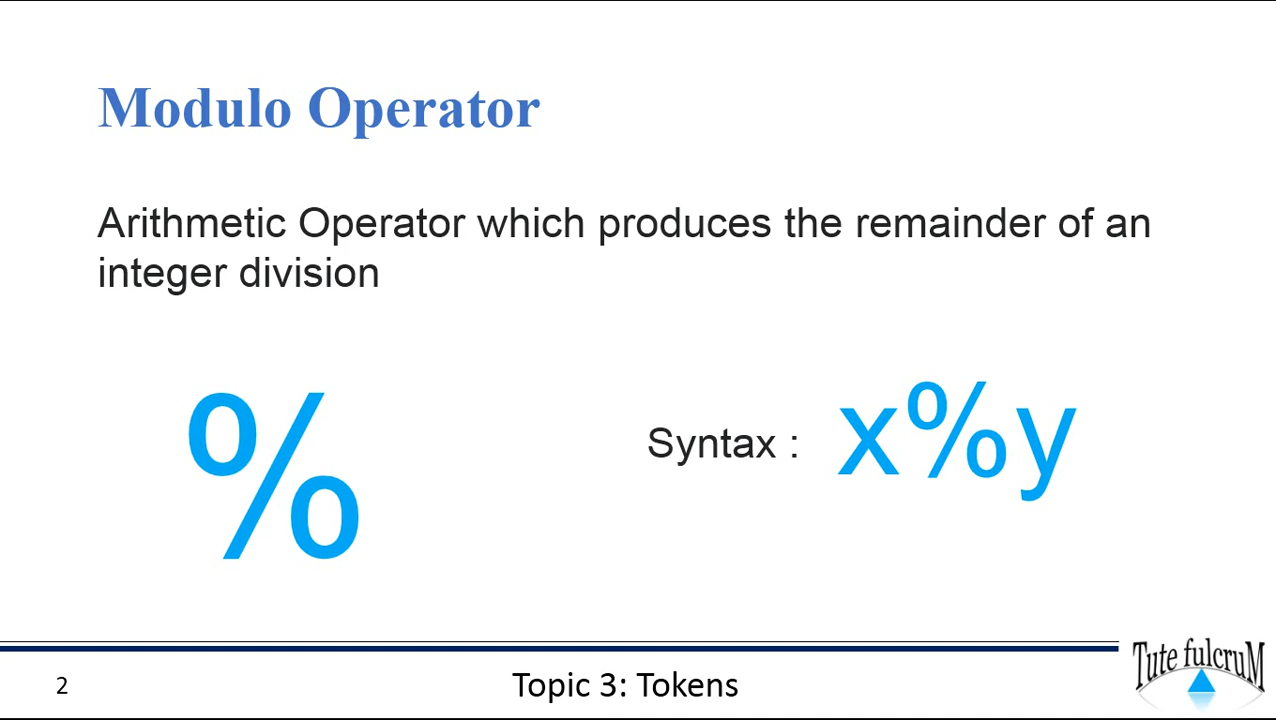 Modulo Operator
Arithmetic Operator which produces the remainder of an
integer division
%
Syntax : x%y
2
Topic 3: Tokens
Tute fulcruM